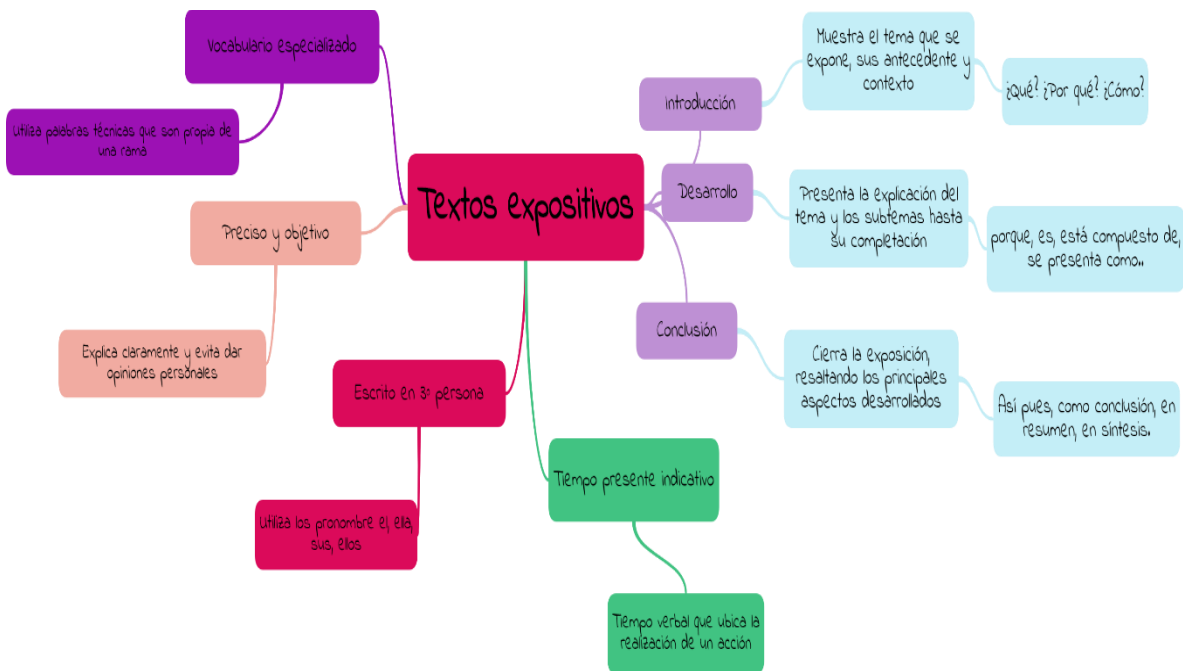 Textos expositivos
Vocabulario especializado
Utiliza palabras técnicas que son propia de
una rama
Preciso y objetivo
Explica claramente y evita dar
opiniones personales
Escrito en 3ª persona
Utiliza los pronombre el, ella,
sus, ellos
Tiempo presente indicativo
Tiempo verbal que ubica la
realización de un acción
introducción
Muestra el tema que se
expone, sus antecedente y
contexto
¿Qué? ¿Por qué? ¿Cómo?
Desarrollo
Presenta la explicación del
tema y los subtemas hasta
su completación
porque, es, está compuesto de,
se presenta como..
Conclusión
Cierra la exposición,
resaltando los principales
aspectos desarrollados
Así pues, como conclusión, en
resumen, en síntesis.